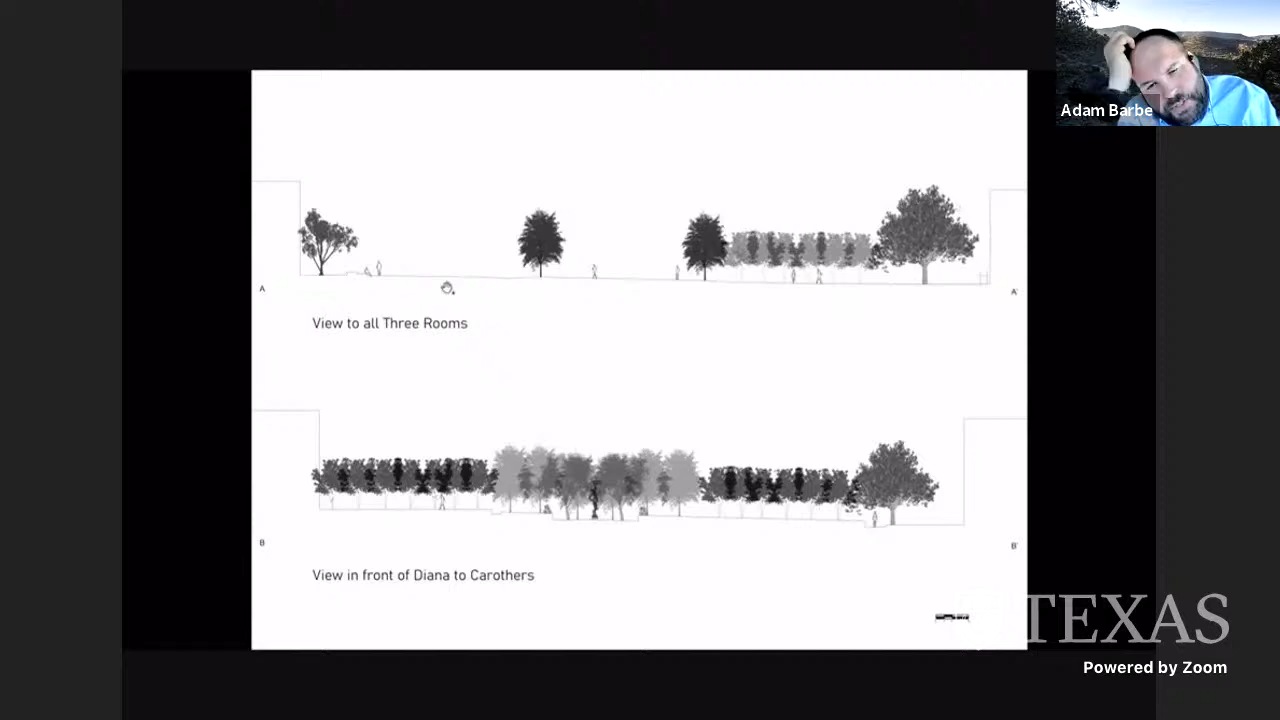 Adam Barbe
A
A'
View to all Three Rooms
B
B'
View in front of Diana to Carothers
TEXAS
Powered by Zoom